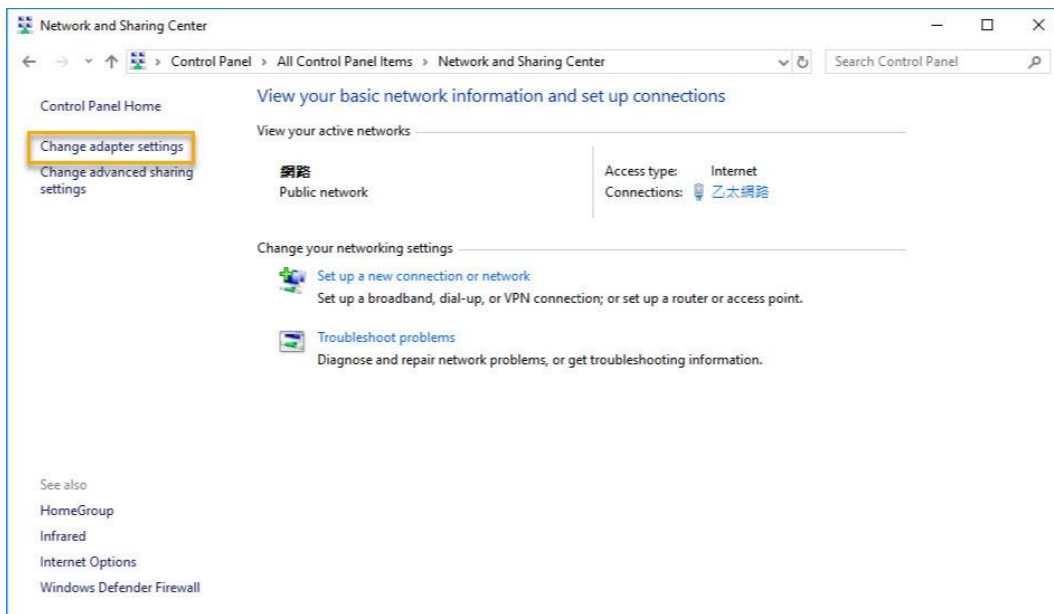 Network and Sharing Center
Control Panel > All Control Panel Items > Network and Sharing Center
Search Control Panel
Control Panel Home
Change adapter settings
Change advanced sharing
settings
View your basic network information and set up connections
View your active networks
網路
Public network
Access type: Internet
Connections: 乙太網路
Change your networking settings
Set up a new connection or network
Set up a broadband, dial-up, or VPN connection; or set up a router or access point.
Troubleshoot problems
Diagnose and repair network problems, or get troubleshooting information.
See also
HomeGroup
Infrared
Internet Options
Windows Defender Firewall